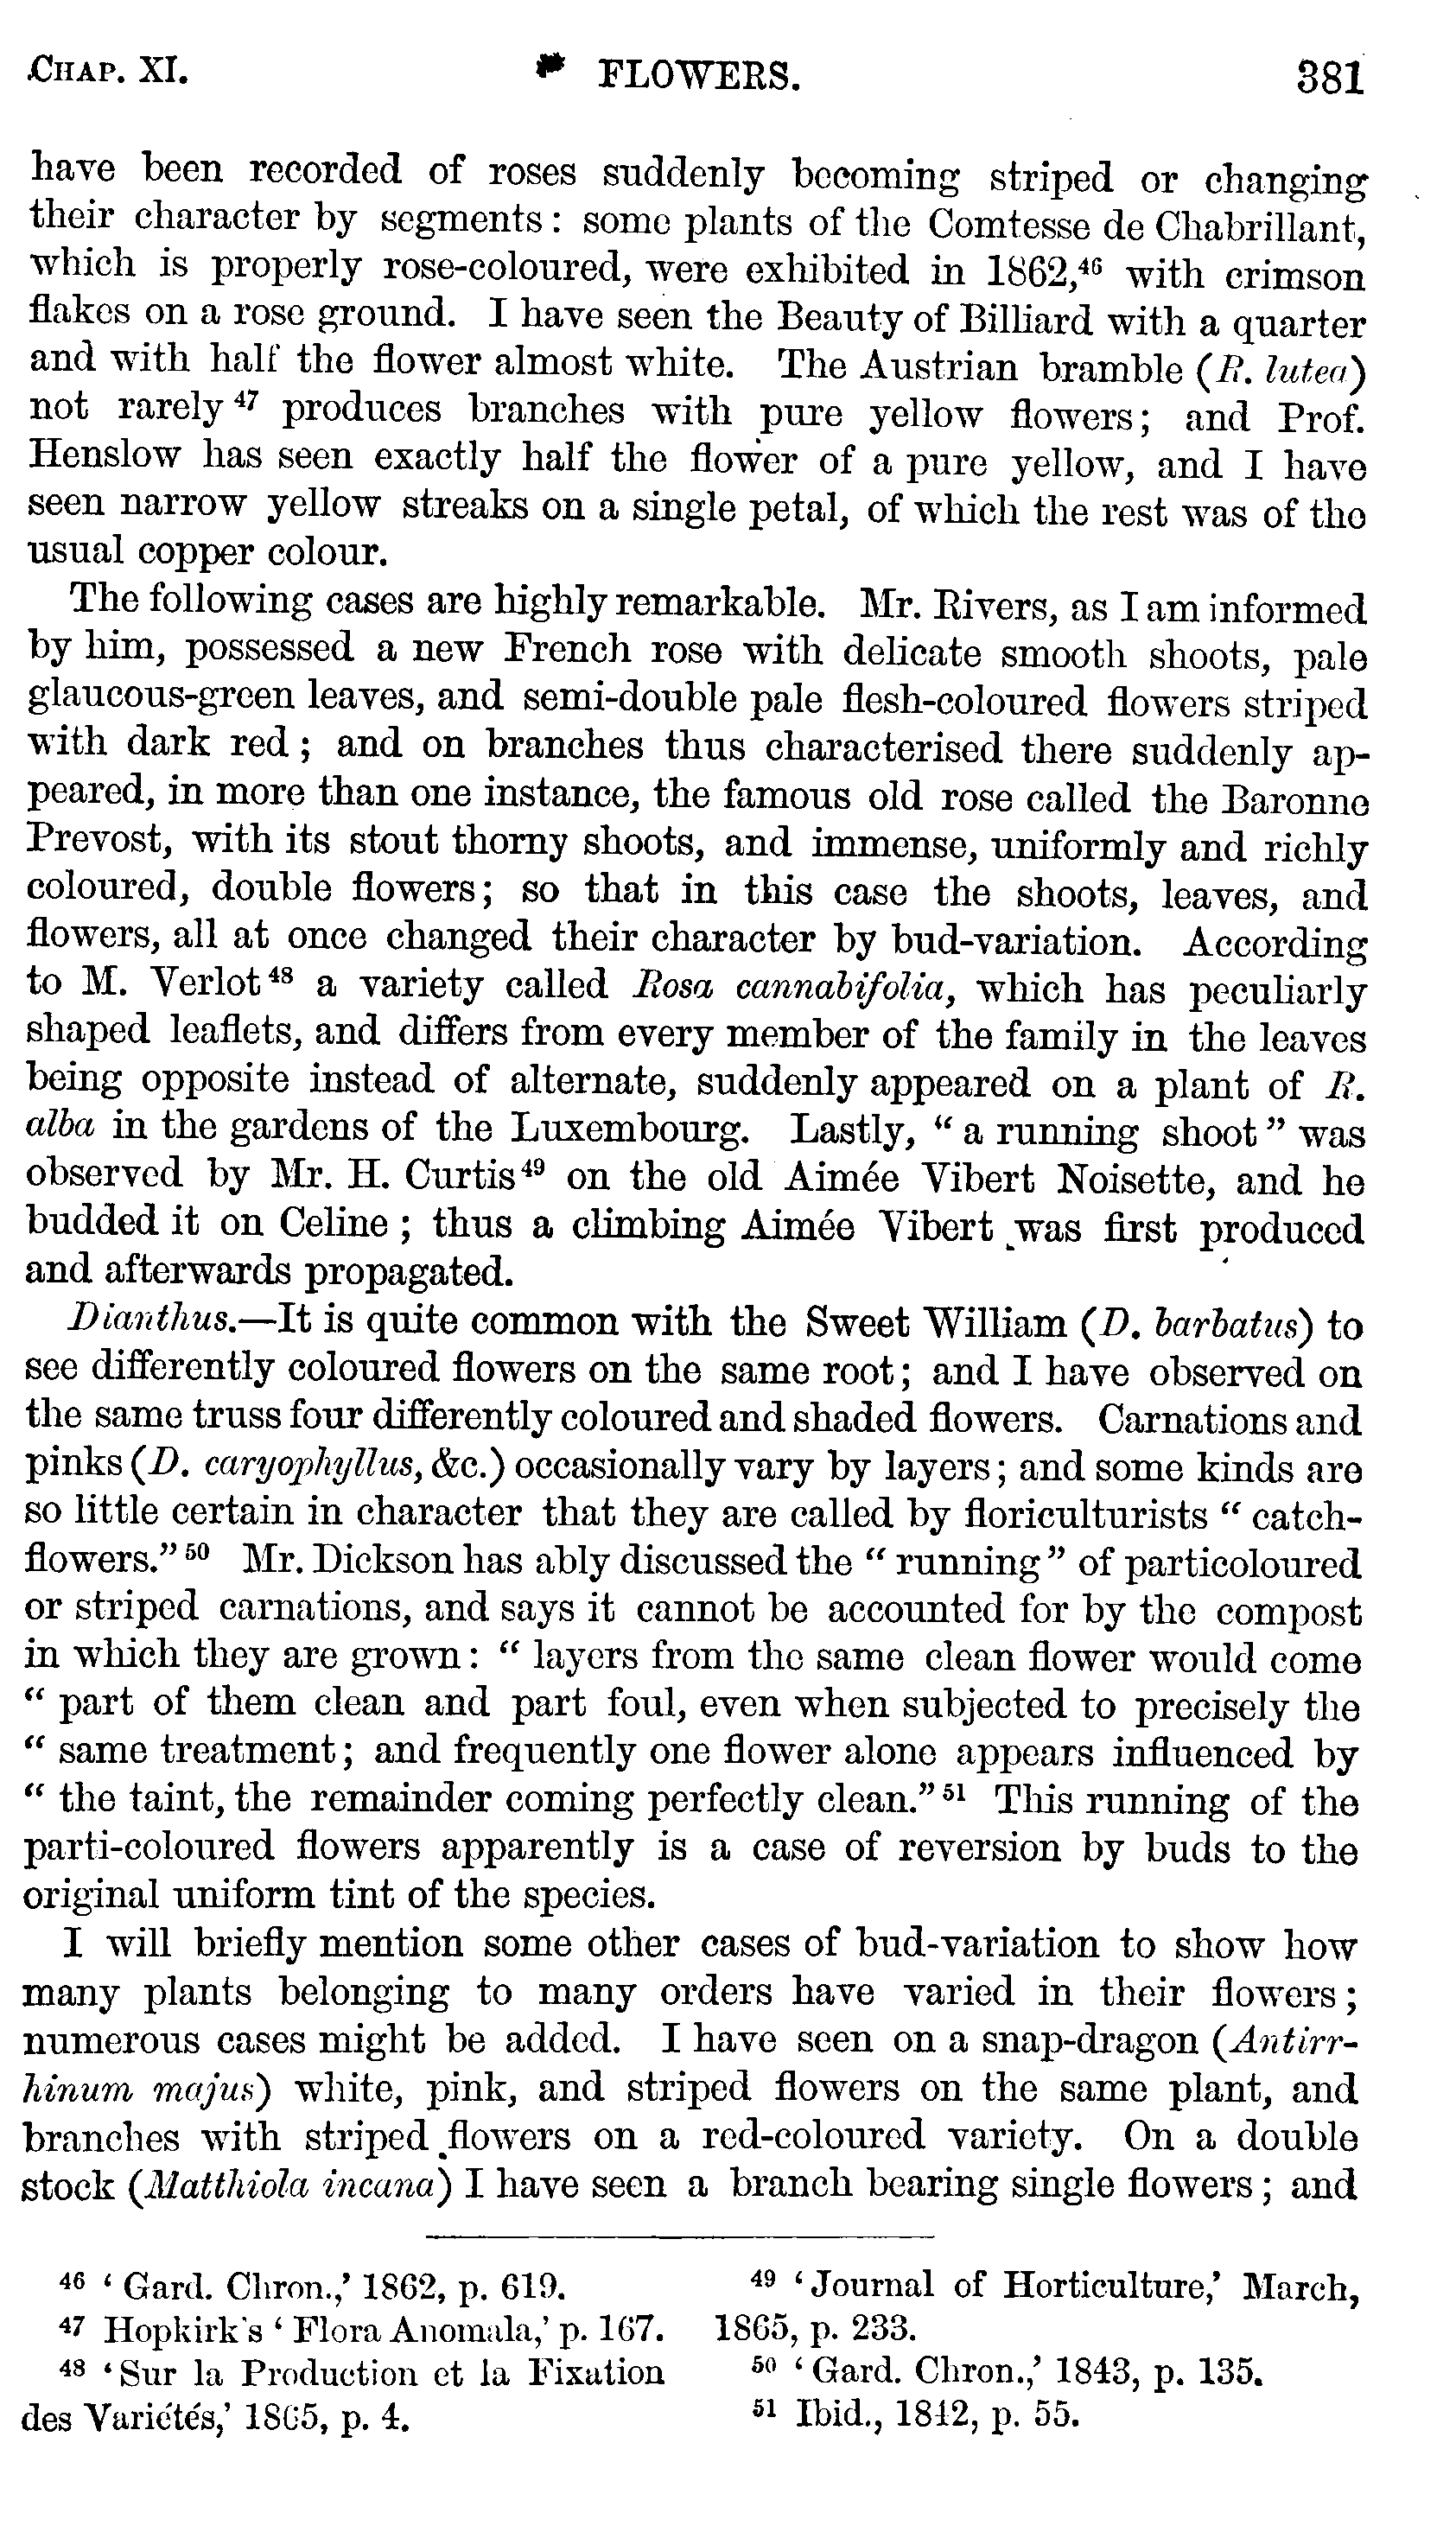 CHAP. XI. FLOWERS. 381
have been recorded of roses suddenly becoming striped or changing
their character by segments: some plants of the Comtesse de Chabrillant,
which is properly rose-coloured, were exhibited in 1862,⁴⁶ with crimson
flakes on a rose ground. I have seen the Beauty of Billiard with a quarter
and with half the flower almost white. The Austrian bramble (R. lutea)
not rarely⁴⁷ produces branches with pure yellow flowers; and Prof.
Henslow has seen exactly half the flower of a pure yellow, and I have
seen narrow yellow streaks on a single petal, of which the rest was of the
usual copper colour.
The following cases are highly remarkable. Mr. Rivers, as I am informed
by him, possessed a new French rose with delicate smooth shoots, pale
glaucous-green leaves, and semi-double pale flesh-coloured flowers striped
with dark red; and on branches thus characterised there suddenly ap-
peared, in more than one instance, the famous old rose called the Baronne
Prevost, with its stout thorny shoots, and immense, uniformly and richly
coloured, double flowers; so that in this case the shoots, leaves, and
flowers, all at once changed their character by bud-variation. According
to M. Verlot⁴⁸ a variety called Rosa cannabifolia, which has peculiarly
shaped leaflets, and differs from every member of the family in the leaves
being opposite instead of alternate, suddenly appeared on a plant of R.
alba in the gardens of the Luxembourg. Lastly, "a running shoot" was
observed by Mr. H. Curtis⁴⁹ on the old Aimée Vibert Noisette, and he
budded it on Celine; thus a climbing Aimée Vibert was first produced
and afterwards propagated.
Dianthus.—It is quite common with the Sweet William (D. barbatus) to
see differently coloured flowers on the same root; and I have observed on
the same truss four differently coloured and shaded flowers. Carnations and
pinks (D. caryophyllus, &c.) occasionally vary by layers; and some kinds are
so little certain in character that they are called by floriculturists "catch-
flowers."⁵⁰ Mr. Dickson has ably discussed the "running" of particoloured
or striped carnations, and says it cannot be accounted for by the compost
in which they are grown: "layers from the same clean flower would come
"part of them clean and part foul, even when subjected to precisely the
"same treatment; and frequently one flower alone appears influenced by
"the taint, the remainder coming perfectly clean."⁵¹ This running of the
parti-coloured flowers apparently is a case of reversion by buds to the
original uniform tint of the species.
I will briefly mention some other cases of bud-variation to show how
many plants belonging to many orders have varied in their flowers;
numerous cases might be added. I have seen on a snap-dragon (Antirr-
hinum majus) white, pink, and striped flowers on the same plant, and
branches with striped flowers on a red-coloured variety. On a double
stock (Matthiola incana) I have seen a branch bearing single flowers; and
⁴⁶ 'Gard. Chron.,' 1862, p. 619.
⁴⁷ Hopkirk's 'Flora Anomala,' p. 167.
⁴⁸ 'Sur la Production et la Fixation
des Variétés,' 1865, p. 4.
⁴⁹ 'Journal of Horticulture,' March,
1865, p. 233.
⁵⁰ 'Gard. Chron.,' 1843, p. 135.
⁵¹ Ibid., 1842, p. 55.